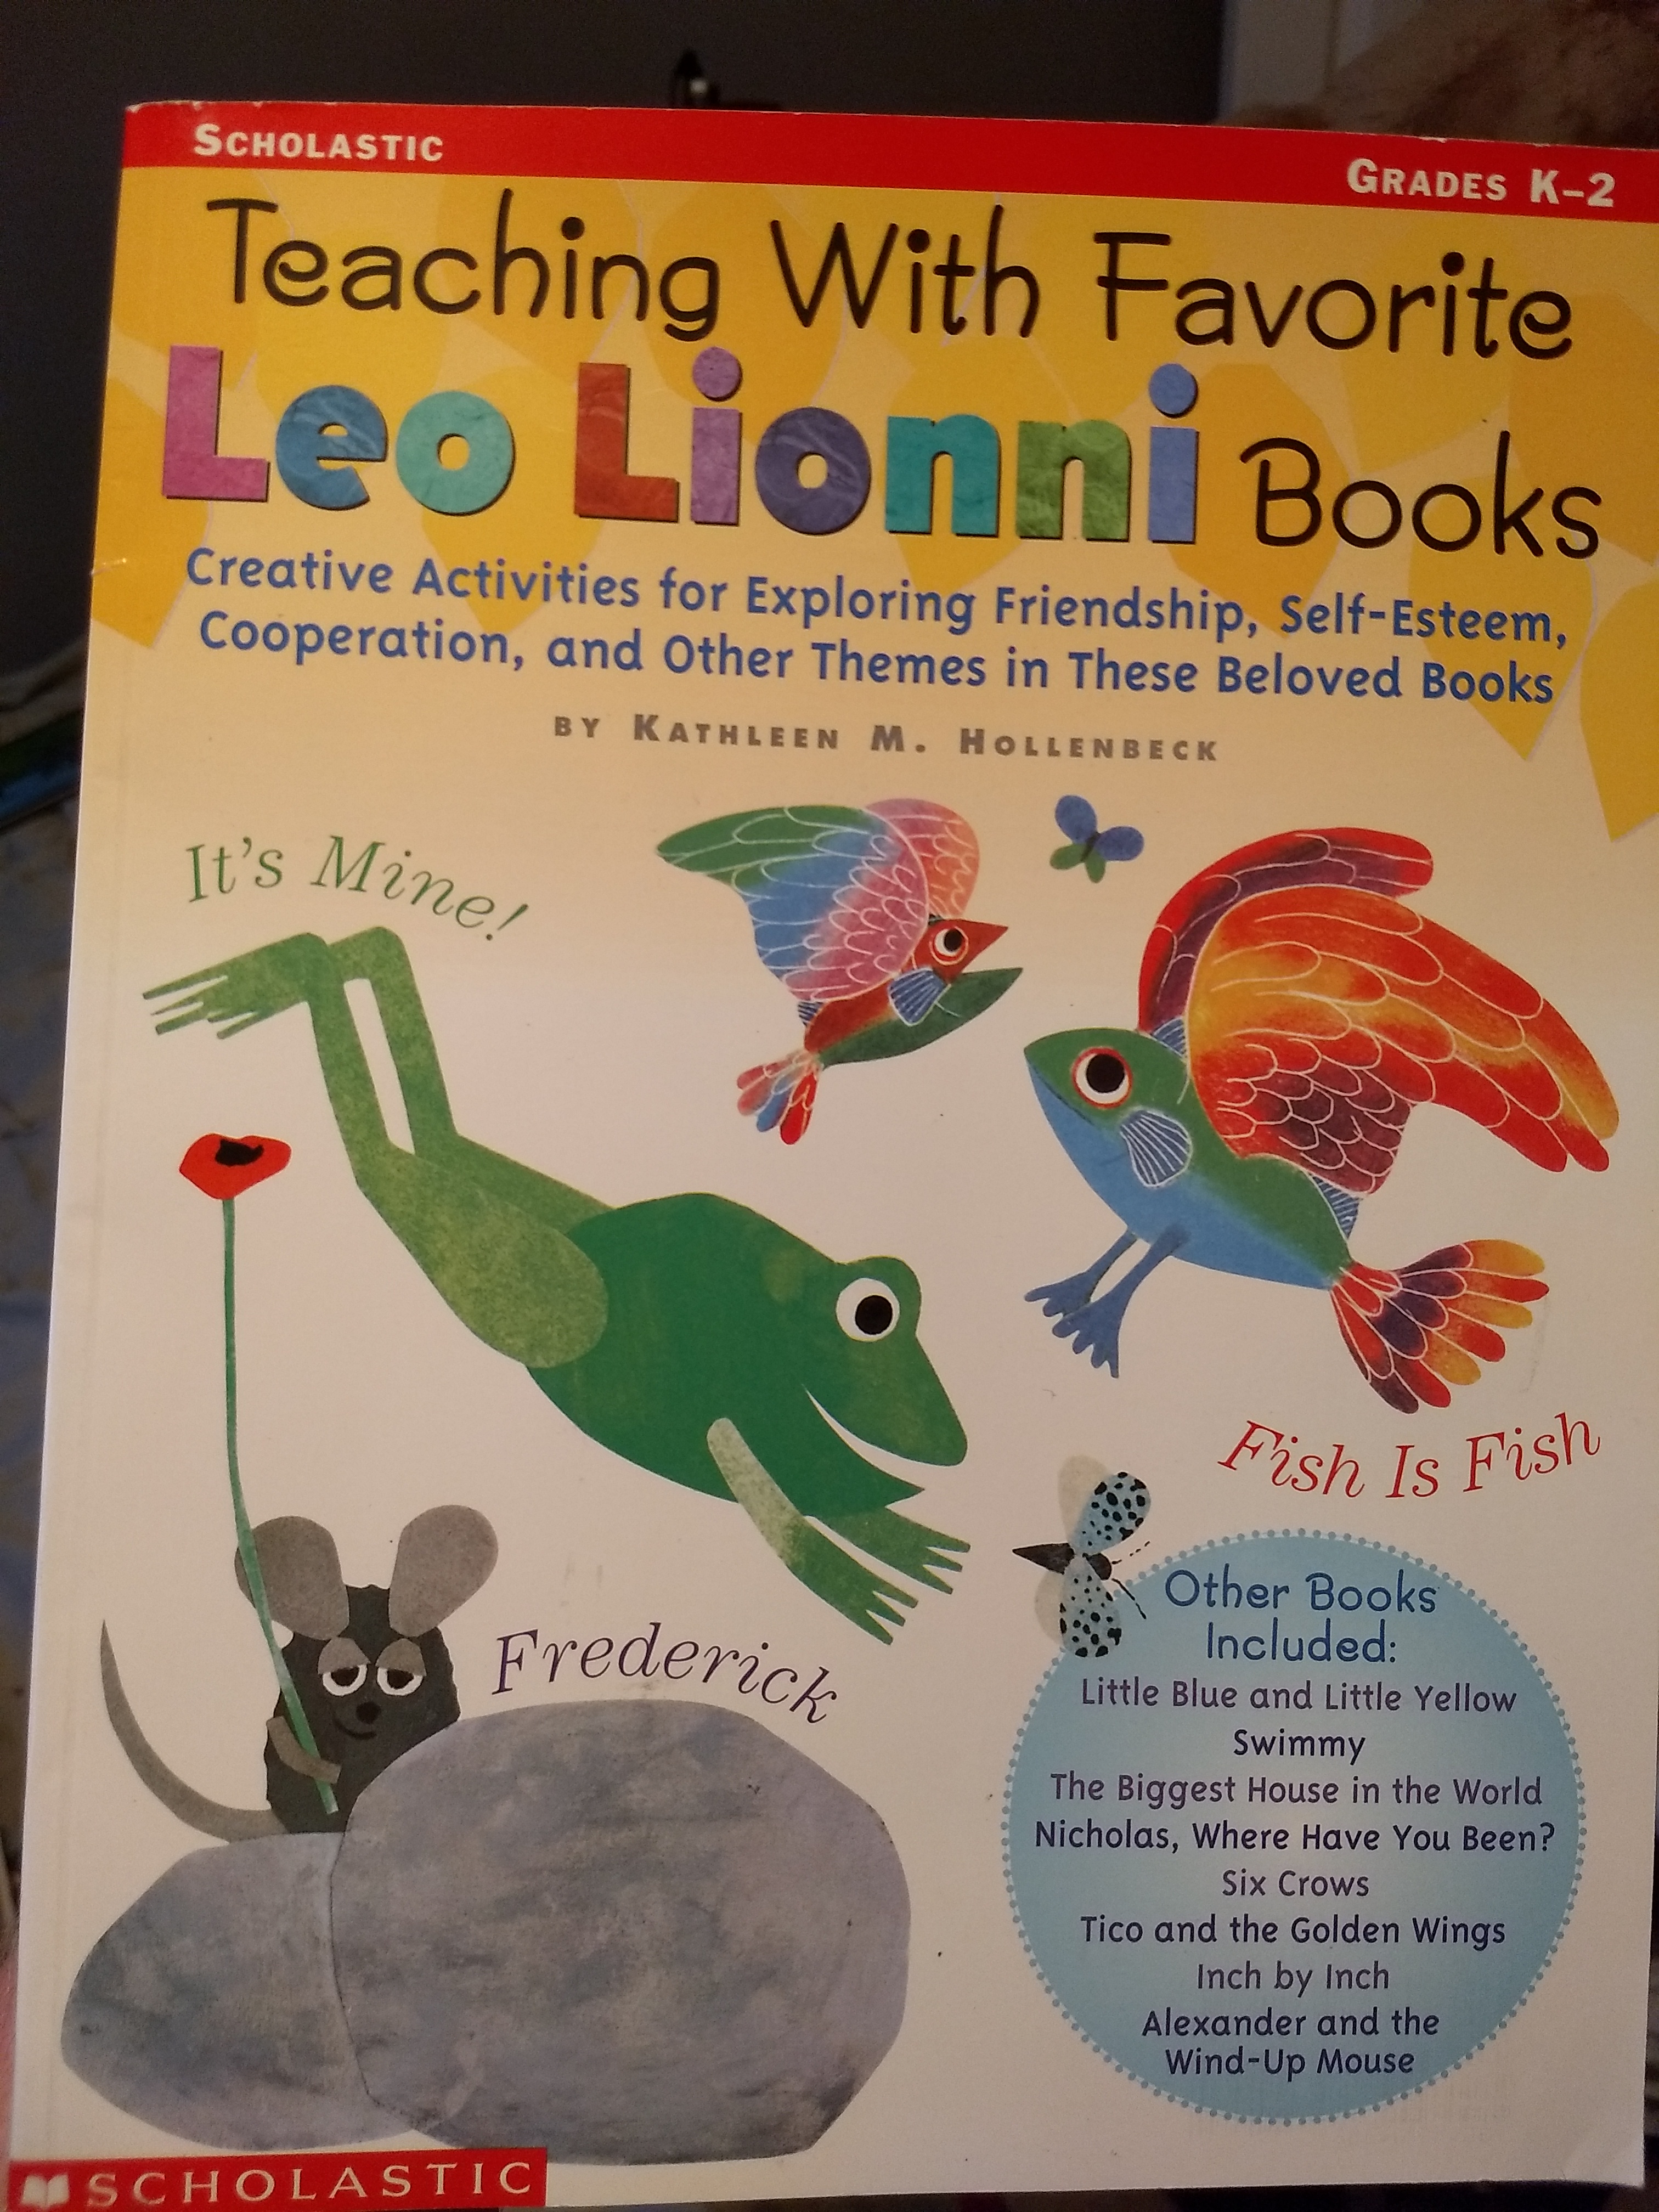 SCHOLASTIC
GRADES K–2
Teaching With Favorite
Leo Lionni Books
Creative Activities for Exploring Friendship, Self-Esteem,
Cooperation, and Other Themes in These Beloved Books
BY KATHLEEN M. HOLLENBECK
It's Mine!
Fish Is Fish
Frederick
Other Books
Included:
Little Blue and Little Yellow
Swimmy
The Biggest House in the World
Nicholas, Where Have You Been?
Six Crows
Tico and the Golden Wings
Inch by Inch
Alexander and the
Wind-Up Mouse
SCHOLASTIC